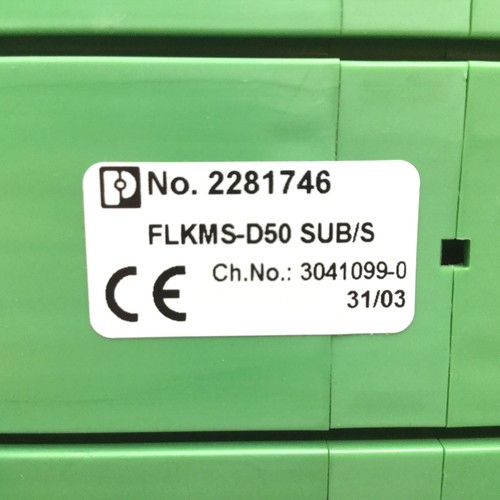 No. 2281746
FLKMS-D50 SUB/S
CE Ch.No.: 3041099-0
31/03